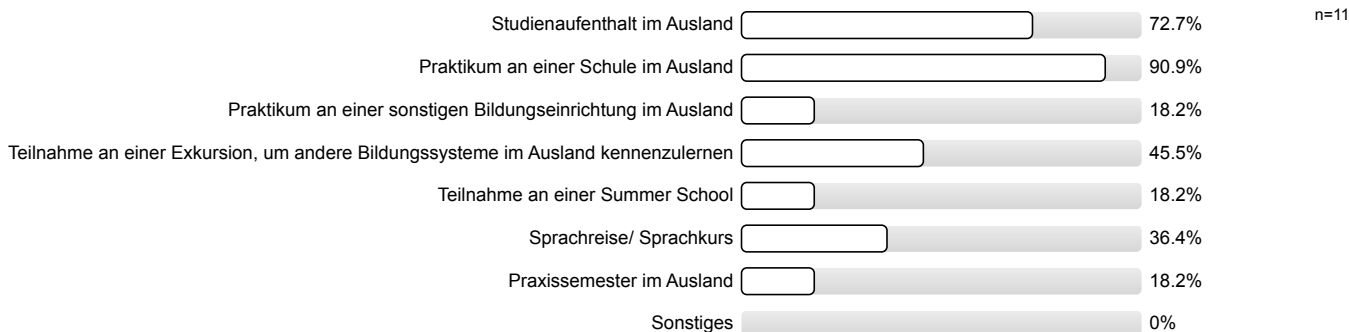 Studienaufenthalt im Ausland 72.7% n=11
Praktikum an einer Schule im Ausland 90.9%
Praktikum an einer sonstigen Bildungseinrichtung im Ausland 18.2%
Teilnahme an einer Exkursion, um andere Bildungssysteme im Ausland kennenzulernen 45.5%
Teilnahme an einer Summer School 18.2%
Sprachreise/ Sprachkurs 36.4%
Praxissemester im Ausland 18.2%
Sonstiges 0%